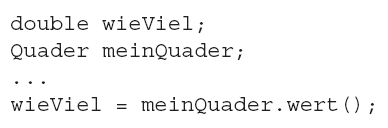 double wieViel;
Quader meinQuader;
...
wieViel = meinQuader.wert();